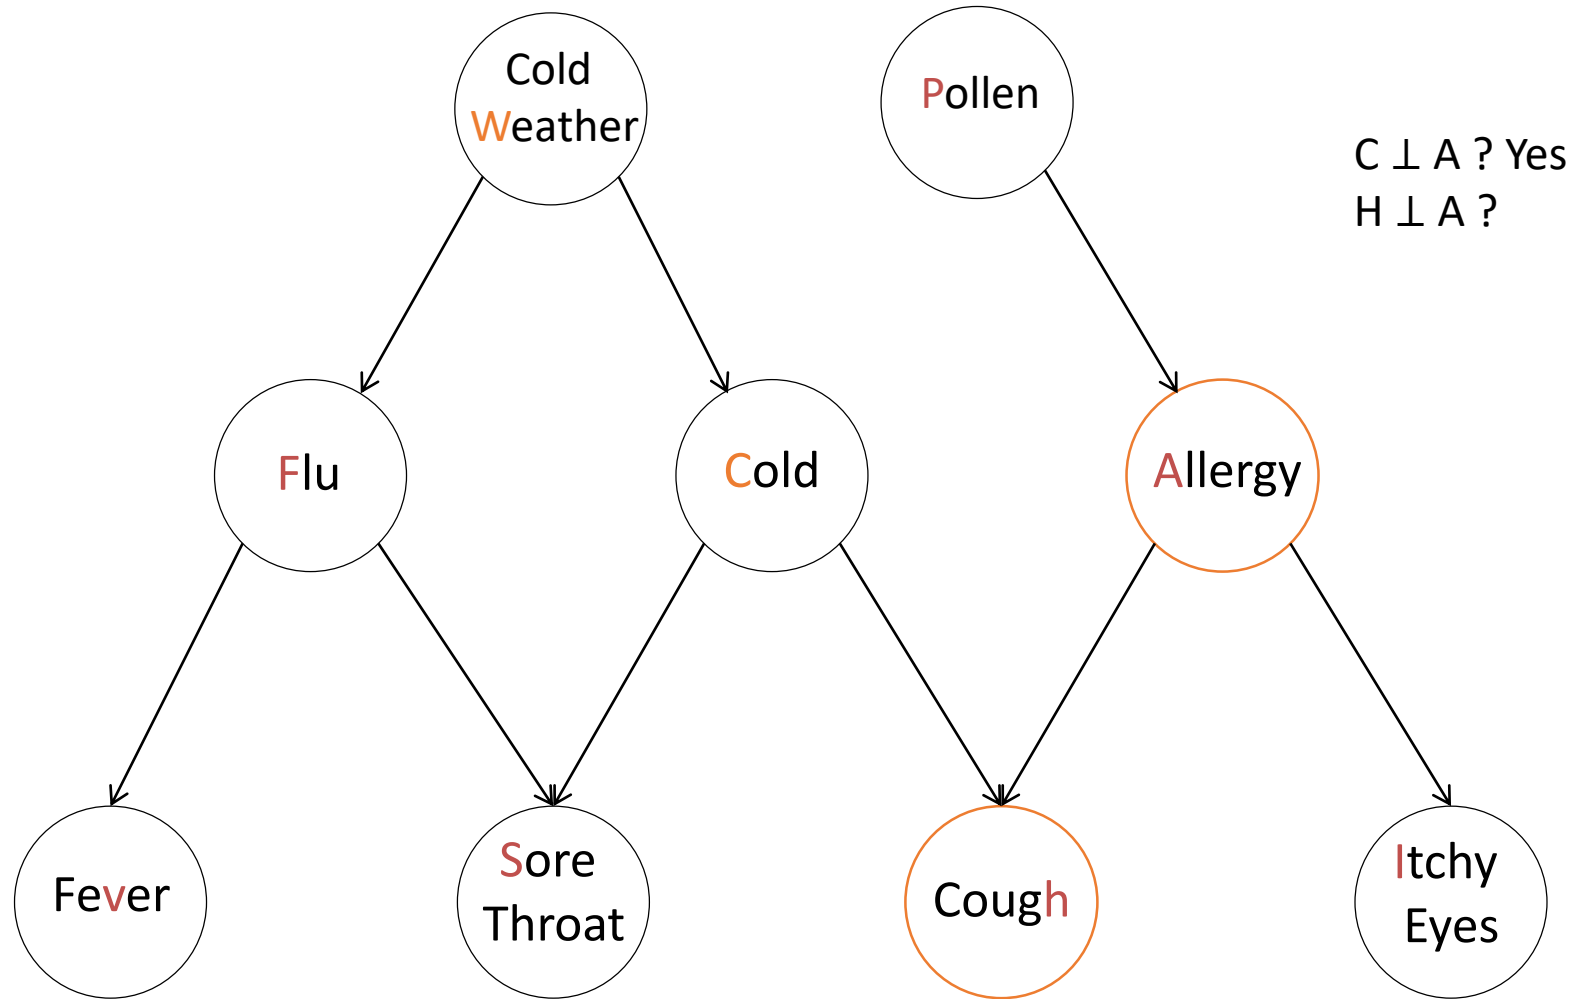 Cold
Weather
Pollen
C ⊥ A ? Yes
H ⊥ A ?
Flu
Cold
Allergy
Fever
Sore
Throat
Cough
Itchy
Eyes